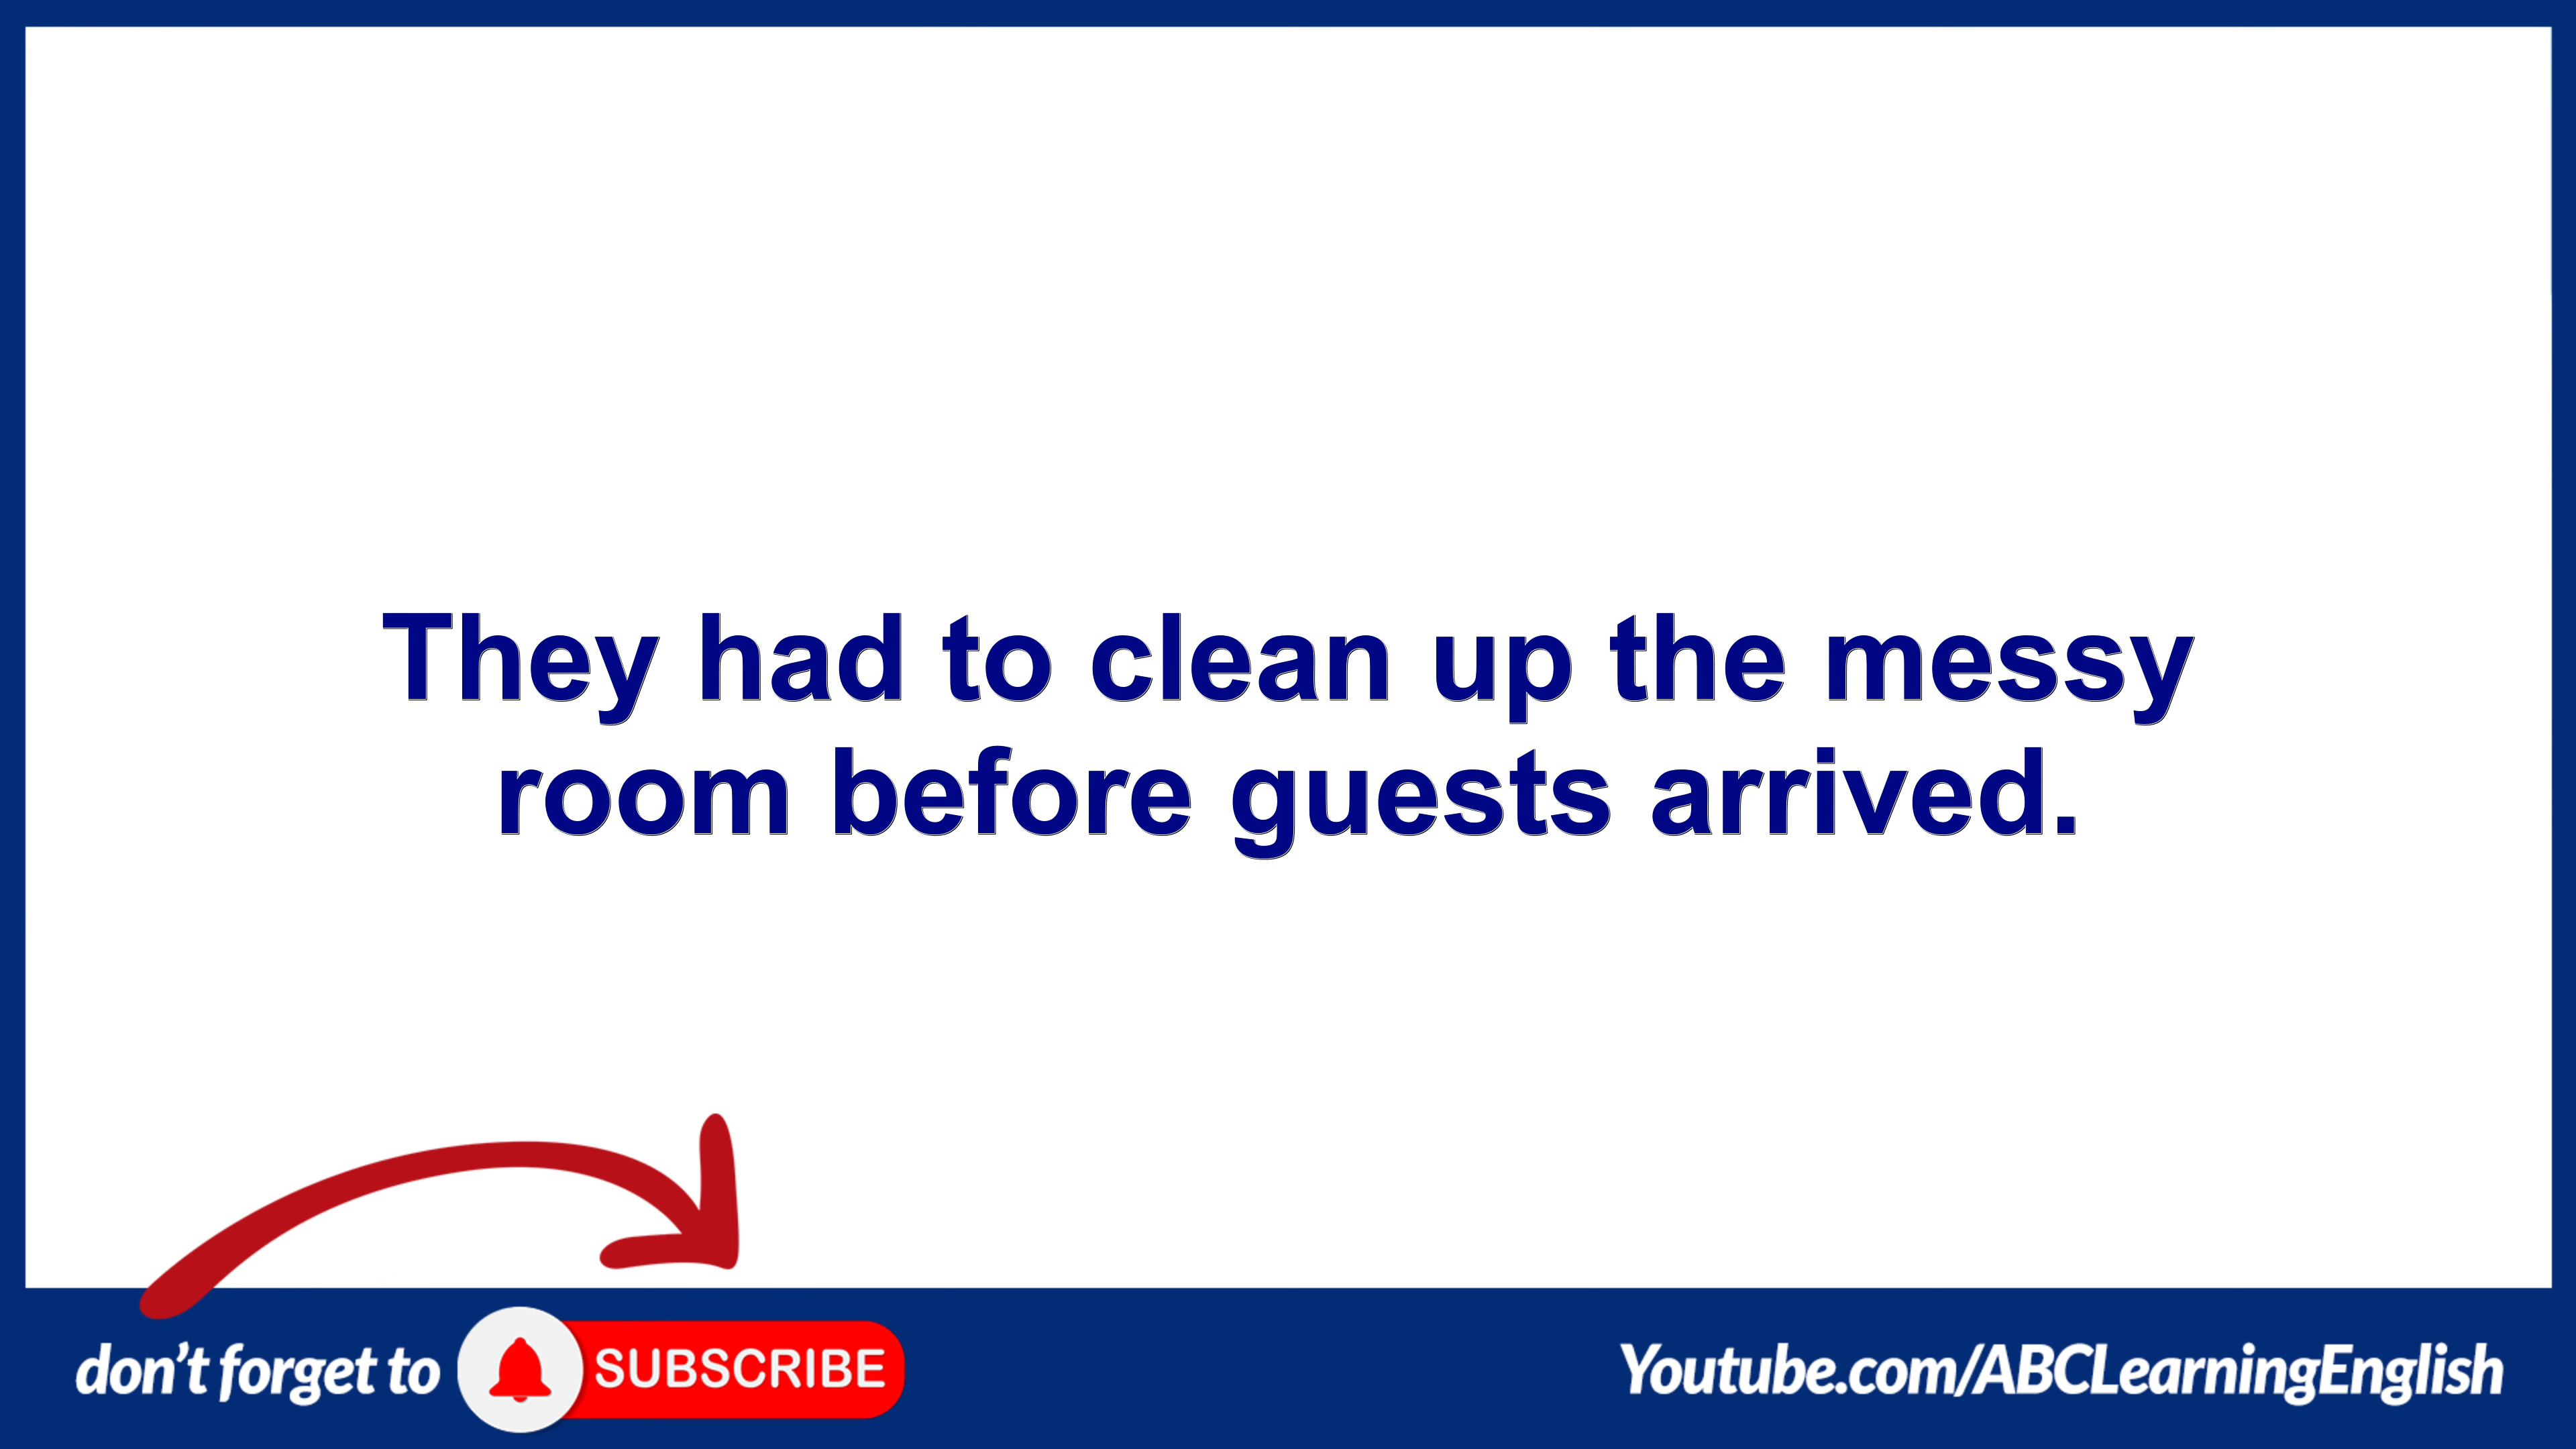 They had to clean up the messy
room before guests arrived.
don't forget to SUBSCRIBE
Youtube.com/ABCLearningEnglish